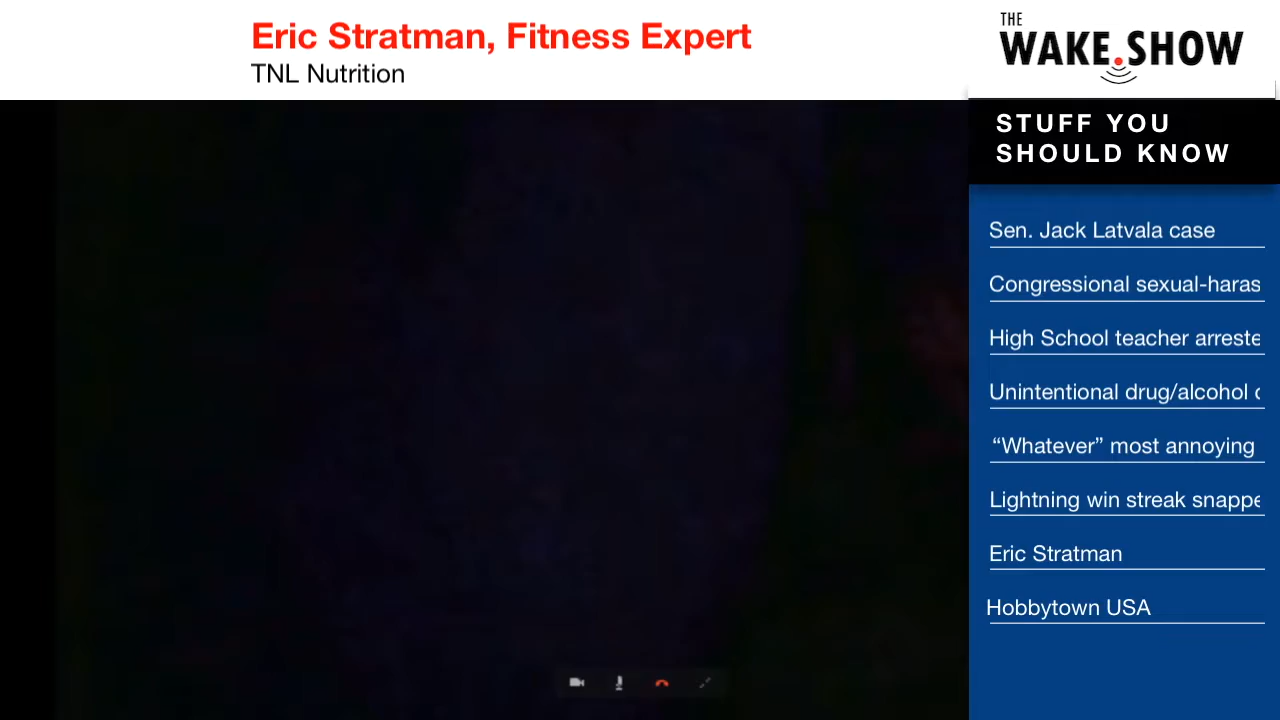 Eric Stratman, Fitness Expert
TNL Nutrition
THE
WAKE.SHOW
STUFF YOU
SHOULD KNOW
Sen. Jack Latvala case
Congressional sexual-haras
High School teacher arreste
Unintentional drug/alcohol
“Whatever” most annoying
Lightning win streak snappe
Eric Stratman
Hobbytown USA